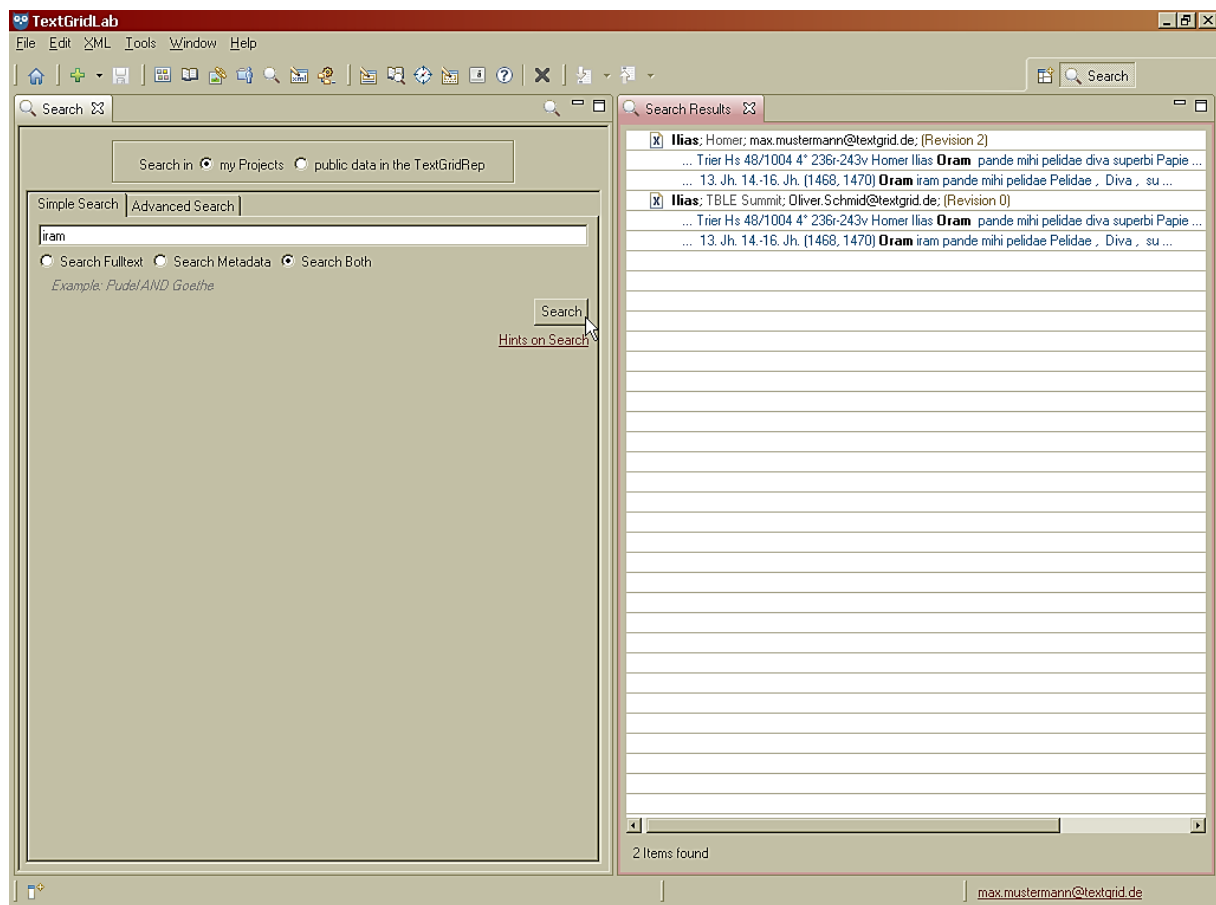 TextGridLab
File Edit XML Tools Window Help
Search
Search
Search in my Projects public data in the TextGridRep
Simple Search Advanced Search
iram
Search Fulltext Search Metadata Search Both
Example: Pudel AND Goethe
Search
Hints on Search
Search Results
Ilias; Homer; max.mustermann@textgrid.de; (Revision 2)
... Trier Hs 48/1004 4° 236r-243v Homer Ilias Oram pande mihi pelidae diva superbi Papie ...
... 13. Jh. 14.-16. Jh. (1468, 1470) Oram iram pande mihi pelidae Pelidae , Diva , su ...
Ilias; TBLE Summit; Oliver.Schmid@textgrid.de; (Revision 0)
... Trier Hs 48/1004 4° 236r-243v Homer Ilias Oram pande mihi pelidae diva superbi Papie ...
... 13. Jh. 14.-16. Jh. (1468, 1470) Oram iram pande mihi pelidae Pelidae , Diva , su ...
2 Items found
max.mustermann@textgrid.de